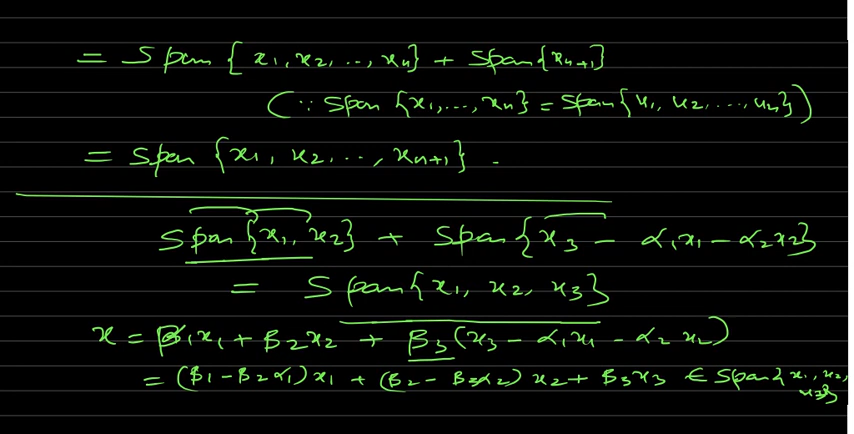 = Span{x₁, x₂, .., xₙ} + Span{xₙ₊₁}
(∵ Span{x₁,...,xₙ} = Span{u₁, u₂, ..., uₙ})
= Span{x₁, x₂, ..., xₙ₊₁}.
Span{x₁, x₂} + Span{x₃ - α₁x₁ - α₂x₂}
= Span{x₁, x₂, x₃}
x = β₁x₁ + β₂x₂ + β₃(x₃ - α₁x₁ - α₂x₂)
= (β₁ - β₂α₁)x₁ + (β₂ - β₃α₂)x₂ + β₃x₃ ∈ Span{x₁, x₂,
x₃}